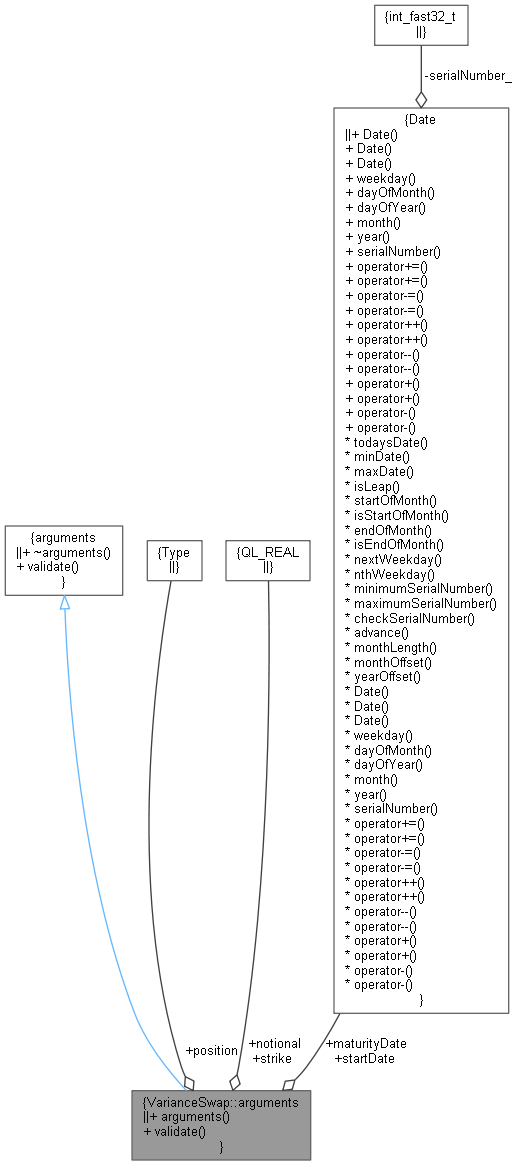 {int_fast32_t
||}
-serialNumber_
{Date
||+ Date()
+ Date()
+ Date()
+ weekday()
+ dayOfMonth()
+ dayOfYear()
+ month()
+ year()
+ serialNumber()
+ operator+=()
+ operator+=()
+ operator-=()
+ operator-=()
+ operator++()
+ operator++()
+ operator--()
+ operator--()
+ operator+()
+ operator+()
+ operator-()
+ operator-()
* todaysDate()
* minDate()
* maxDate()
* isLeap()
* startOfMonth()
* isStartOfMonth()
* endOfMonth()
* isEndOfMonth()
* nextWeekday()
* nthWeekday()
* minimumSerialNumber()
* maximumSerialNumber()
* checkSerialNumber()
* advance()
* monthLength()
* monthOffset()
* yearOffset()
* Date()
* Date()
* Date()
* weekday()
* dayOfMonth()
* dayOfYear()
* month()
* year()
* serialNumber()
* operator+=()
* operator+=()
* operator-=()
* operator-=()
* operator++()
* operator++()
* operator--()
* operator--()
* operator+()
* operator+()
* operator-()
* operator-()
}
{arguments
||+ ~arguments()
+ validate()
}
{Type
||}
{QL_REAL
||}
+position
+notional
+strike
+maturityDate
+startDate
{VarianceSwap::arguments
||+ arguments()
+ validate()
}